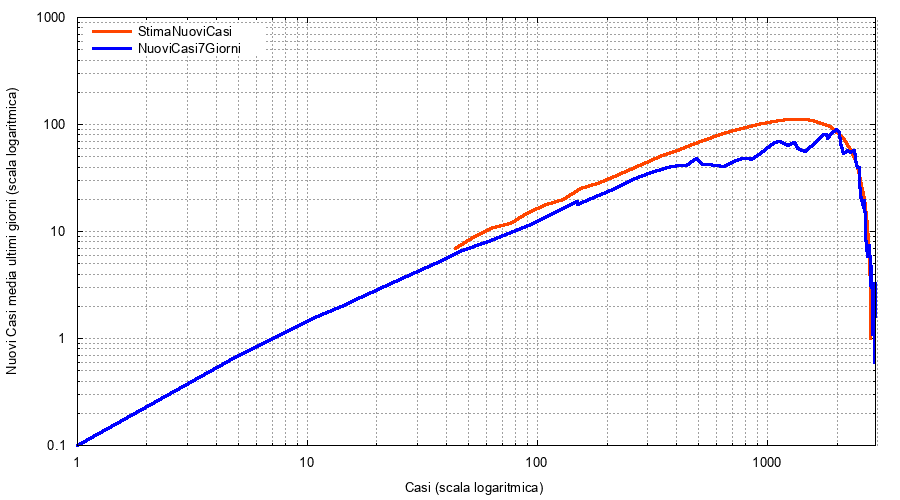 1000
StimaNuoviCasi
NuoviCasi7Giorni
100
10
1
0.1
Nuovi Casi media ultimi giorni (scala logaritmica)
1 10 100 1000
Casi (scala logaritmica)